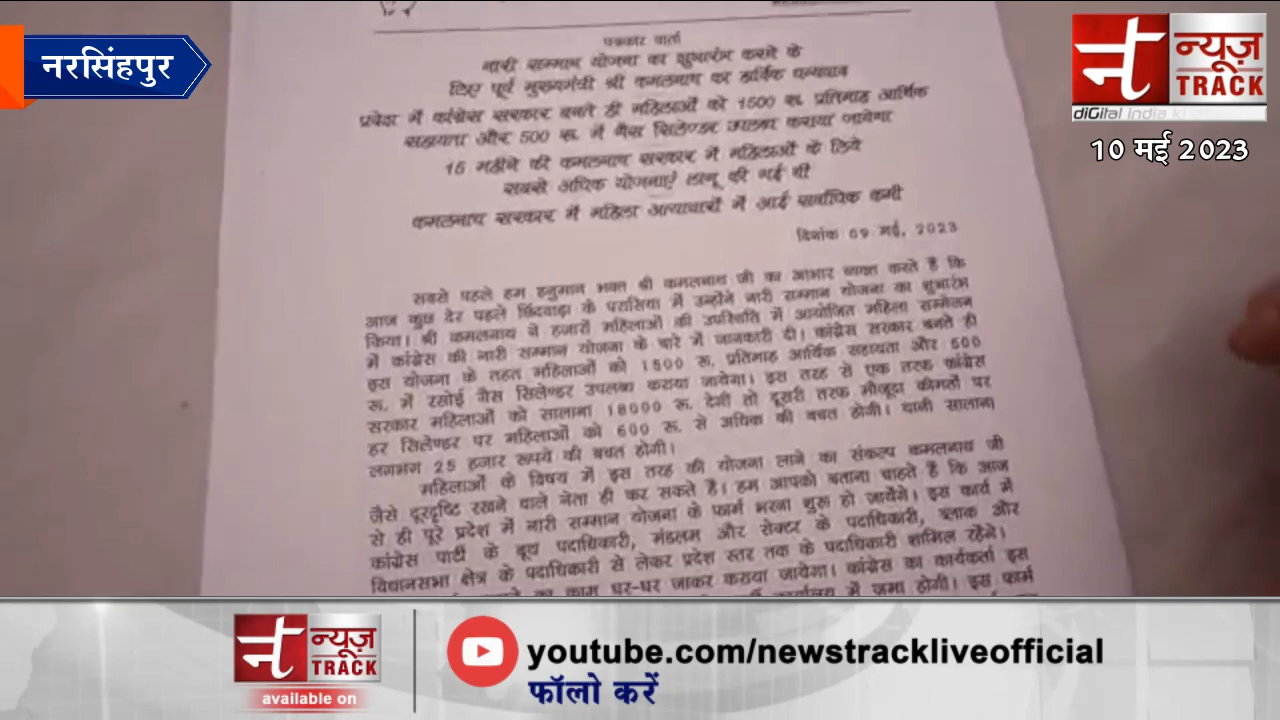 नरसिंहपुर
न्यूज़
TRACK
diGital India ki
10 मई 2023
पत्रकार वार्ता
नारी सम्मान योजना का शुभारंभ करने के
लिए पूर्व मुख्यमंत्री श्री कमलनाथ का हार्दिक धन्यवाद
प्रदेश में कांग्रेस सरकार बनते ही महिलाओं को 1500 रू. प्रतिमाह आर्थिक
सहायता और 500 रू. में गैस सिलेण्डर उपलब्ध कराया जायेगा
15 महीने की कमलनाथ सरकार में महिलाओं के लिये
सबसे अधिक योजनाएं लागू की गई थी
कमलनाथ सरकार में महिला अत्याचारों में आई सर्वाधिक कमी
दिनांक 09 मई, 2023
सबसे पहले हम हनुमान भक्त श्री कमलनाथ जी का आभार व्यक्त करते हैं कि
आज कुछ देर पहले छिंदवाड़ा के परासिया में उन्होंने नारी सम्मान योजना का शुभारंभ
किया। श्री कमलनाथ ने हजारों महिलाओं की उपस्थिति में आयोजित महिला सम्मेलन
में कांग्रेस की नारी सम्मान योजना के बारे में जानकारी दी। कांग्रेस सरकार बनते ही
इस योजना के तहत महिलाओं को 1500 रू. प्रतिमाह आर्थिक सहायता और 500
रू. में रसोई गैस सिलेण्डर उपलब्ध कराया जायेगा। इस तरह से एक तरफ कांग्रेस
सरकार महिलाओं को सालाना 18000 रू. देगी तो दूसरी तरफ मौजूदा कीमतों पर
हर सिलेण्डर पर महिलाओं को 600 रू. से अधिक की बचत होगी। यानी सालाना
लगभग 25 हजार रूपये की बचत होगी।
महिलाओं के विषय में इस तरह की योजना लाने का संकल्प कमलनाथ जी
जैसे दूरदृष्टि रखने वाले नेता ही कर सकते हैं। हम आपको बताना चाहते हैं कि आज
से ही पूरे प्रदेश में नारी सम्मान योजना के फार्म भरना शुरू हो जायेंगे। इस कार्य में
कांग्रेस पार्टी के बूथ पदाधिकारी, मंडलम और सेक्टर के पदाधिकारी, ब्लाक और
विधानसभा क्षेत्र के पदाधिकारी से लेकर प्रदेश स्तर तक के पदाधिकारी शामिल रहेंगे।
का काम घर-घर जाकर कराया जायेगा। कांग्रेस का कार्यकर्ता इस
कार्यालय में जमा होगी। इस फार्म
न्यूज़
TRACK
available on
youtube.com/newstrackliveofficial
फॉलो करें